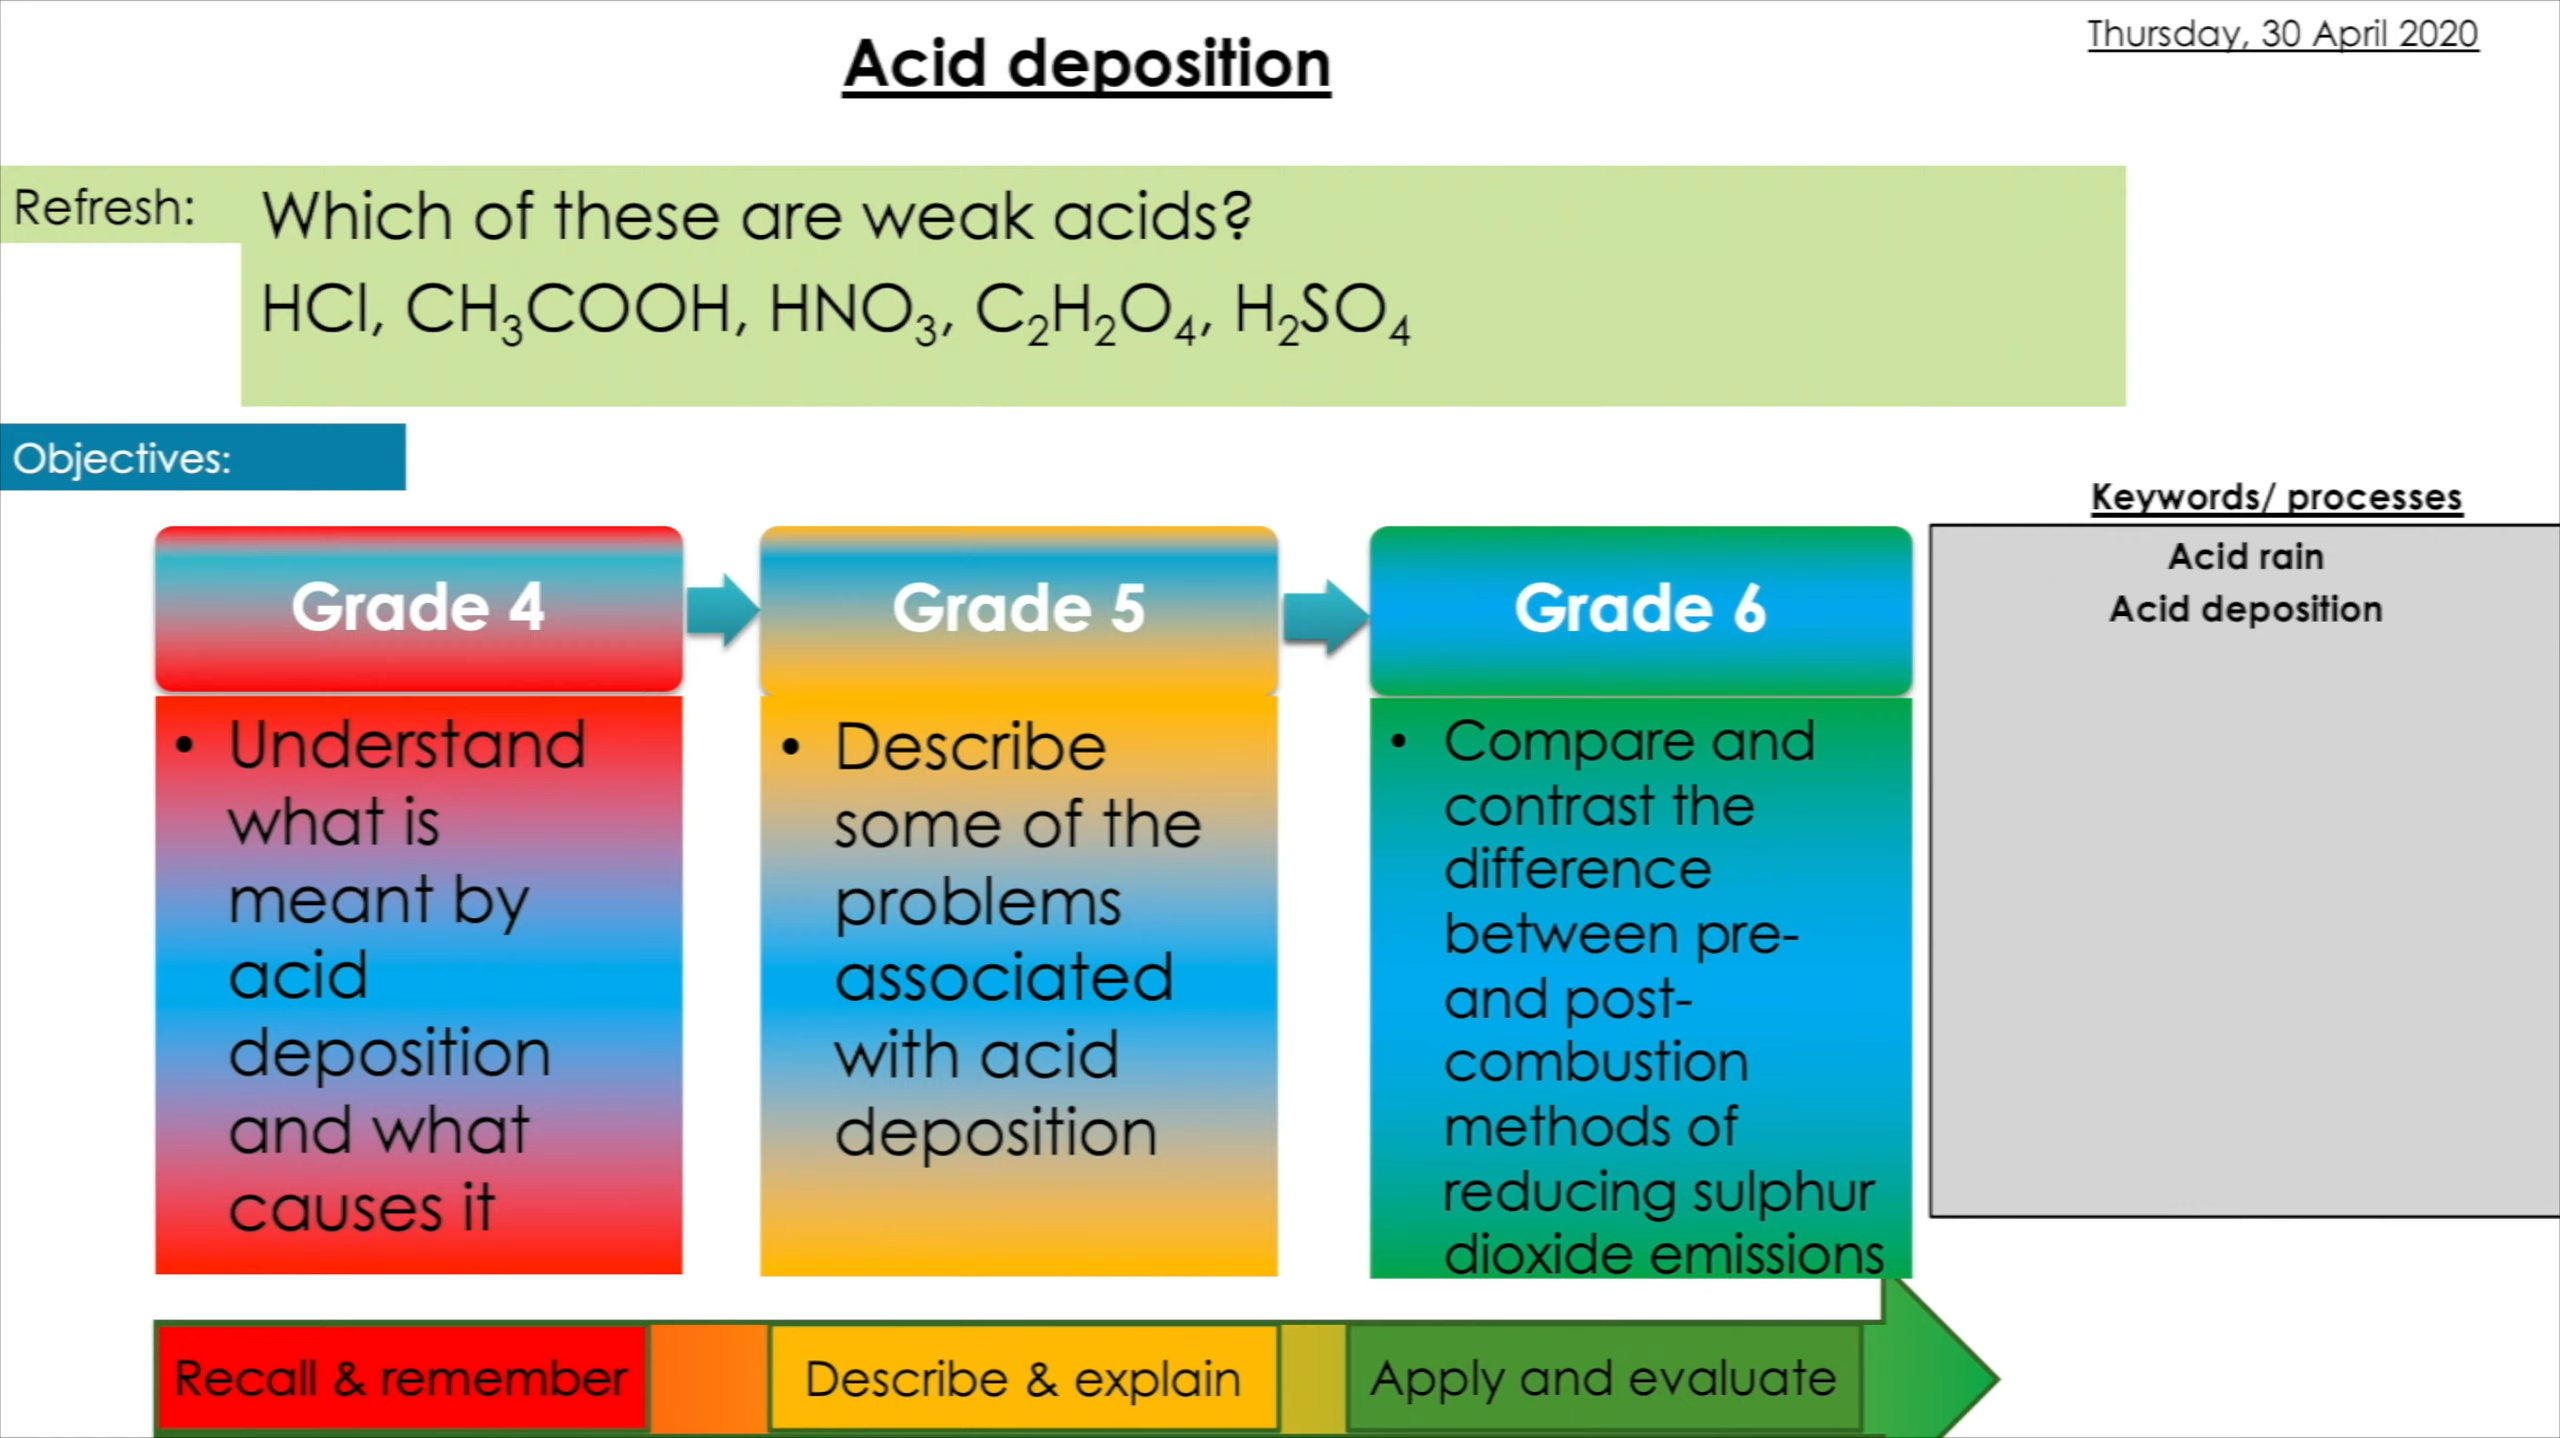 Acid deposition
Thursday, 30 April 2020
Refresh:
Which of these are weak acids?
HCl, CH₃COOH, HNO₃, C₂H₂O₄, H₂SO₄
Objectives:
Grade 4
• Understand
what is
meant by
acid
deposition
and what
causes it
Grade 5
• Describe
some of the
problems
associated
with acid
deposition
Grade 6
• Compare and
contrast the
difference
between pre-
and post-
combustion
methods of
reducing sulphur
dioxide emissions
Keywords/ processes
Acid rain
Acid deposition
Recall & remember
Describe & explain
Apply and evaluate